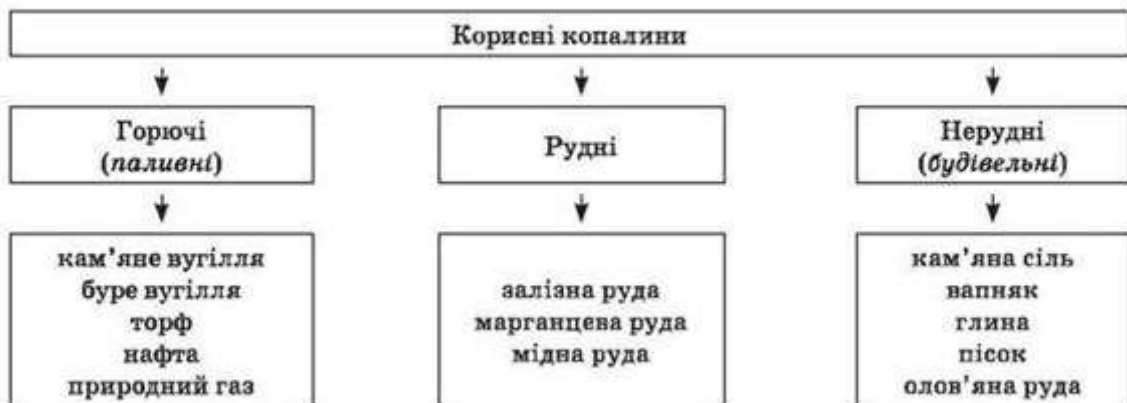 Корисні копалини
Горючі
(паливні)
Рудні
Нерудні
(будівельні)
кам’яне вугілля
буре вугілля
торф
нафта
природний газ
залізна руда
марганцева руда
мідна руда
кам’яна сіль
вапняк
глина
пісок
олов’яна руда